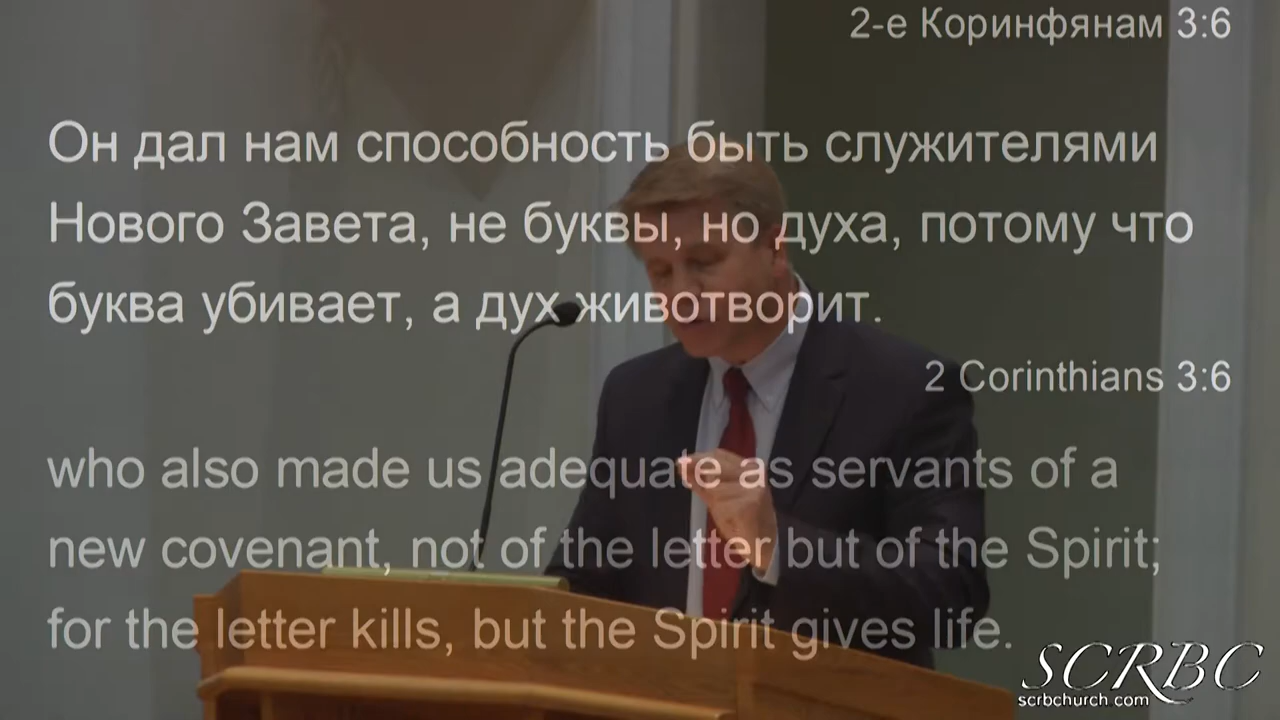 2-е Коринфянам 3:6
Он дал нам способность быть служителями
Нового Завета, не буквы, но духа, потому что
буква убивает, а дух животворит.
2 Corinthians 3:6
who also made us adequate as servants of a
new covenant, not of the letter but of the Spirit;
for the letter kills, but the Spirit gives life.
SCRBC
scrbchurch.com